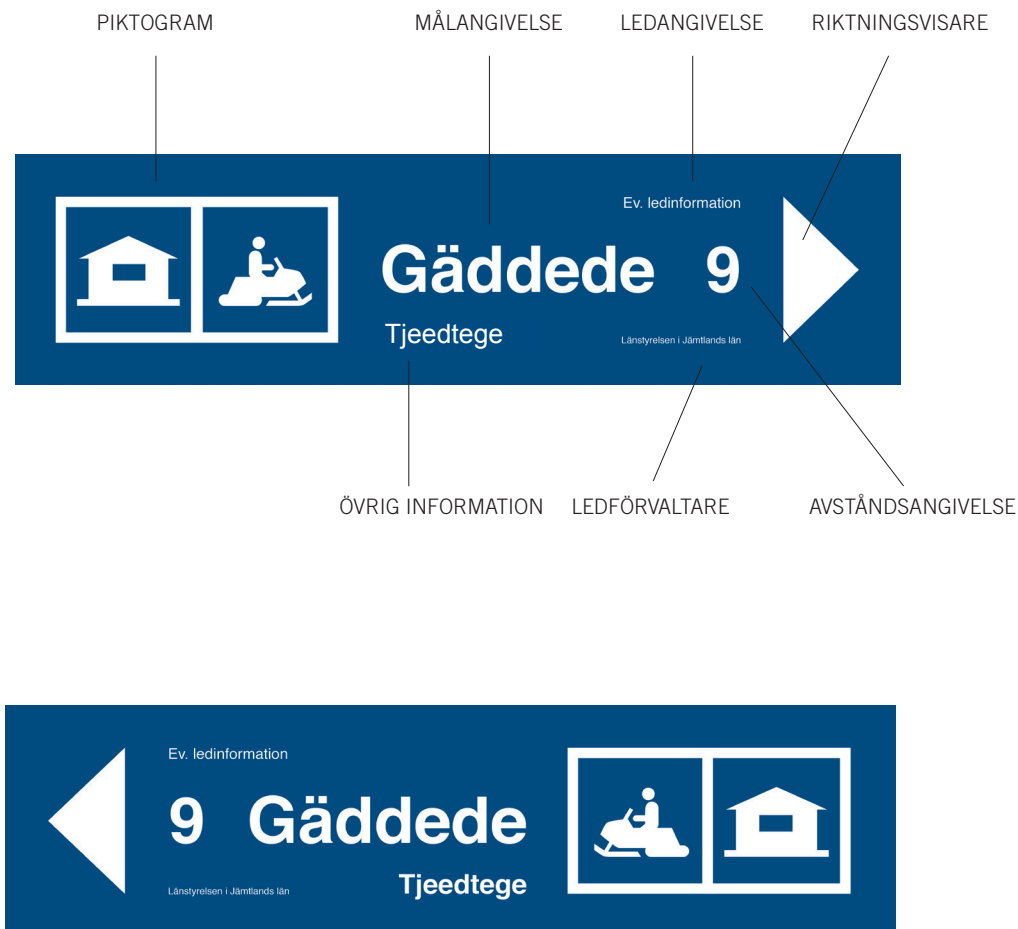 PIKTOGRAM MÅLANGIVELSE LEDANGIVELSE RIKTNINGSVISARE
Ev. ledinformation
Gäddede 9
Tjeedtege
Länstyrelsen i Jämtlands län
ÖVRIG INFORMATION LEDFÖRVALTARE AVSTÅNDSANGIVELSE
Ev. ledinformation
9 Gäddede
Tjeedtege
Länstyrelsen i Jämtlands län